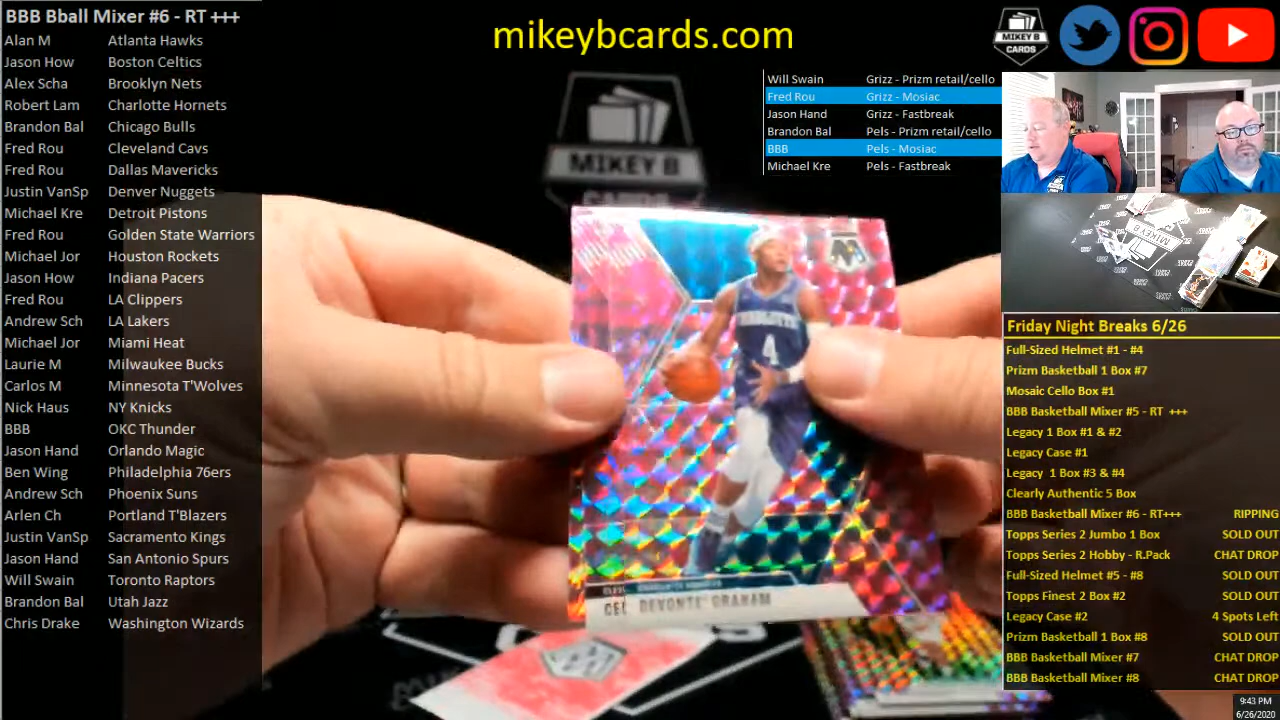 BBB Bball Mixer #6 - RT +++
Alan M Atlanta Hawks
Jason How Boston Celtics
Alex Scha Brooklyn Nets
Robert Lam Charlotte Hornets
Brandon Bal Chicago Bulls
Fred Rou Cleveland Cavs
Fred Rou Dallas Mavericks
Justin VanSp Denver Nuggets
Michael Kre Detroit Pistons
Fred Rou Golden State Warriors
Michael Jor Houston Rockets
Jason How Indiana Pacers
Fred Rou LA Clippers
Andrew Sch LA Lakers
Michael Jor Miami Heat
Laurie M Milwaukee Bucks
Carlos M Minnesota T'Wolves
Nick Haus NY Knicks
BBB OKC Thunder
Jason Hand Orlando Magic
Ben Wing Philadelphia 76ers
Andrew Sch Phoenix Suns
Arlen Ch Portland T'Blazers
Justin VanSp Sacramento Kings
Jason Hand San Antonio Spurs
Will Swain Toronto Raptors
Brandon Bal Utah Jazz
Chris Drake Washington Wizards
mikeybcards.com
MIKEY B
CARDS
Will Swain Grizz - Prizm retail/cello
Fred Rou Grizz - Mosiac
Jason Hand Grizz - Fastbreak
Brandon Bal Pels - Prizm retail/cello
BBB Pels - Mosiac
Michael Kre Pels - Fastbreak
MIKEY B
CARDS
CHARLOTTE
4
CEL DEVONTE' GRAHAM
Friday Night Breaks 6/26
Full-Sized Helmet #1 - #4
Prizm Basketball 1 Box #7
Mosaic Cello Box #1
BBB Basketball Mixer #5 - RT +++
Legacy 1 Box #1 & #2
Legacy Case #1
Legacy 1 Box #3 & #4
Clearly Authentic 5 Box
BBB Basketball Mixer #6 - RT+++ RIPPING
Topps Series 2 Jumbo 1 Box SOLD OUT
Topps Series 2 Hobby - R.Pack CHAT DROP
Full-Sized Helmet #5 - #8 SOLD OUT
Topps Finest 2 Box #2 SOLD OUT
Legacy Case #2 4 Spots Left
Prizm Basketball 1 Box #8 SOLD OUT
BBB Basketball Mixer #7 CHAT DROP
BBB Basketball Mixer #8 CHAT DROP
9:43 PM
6/26/2020